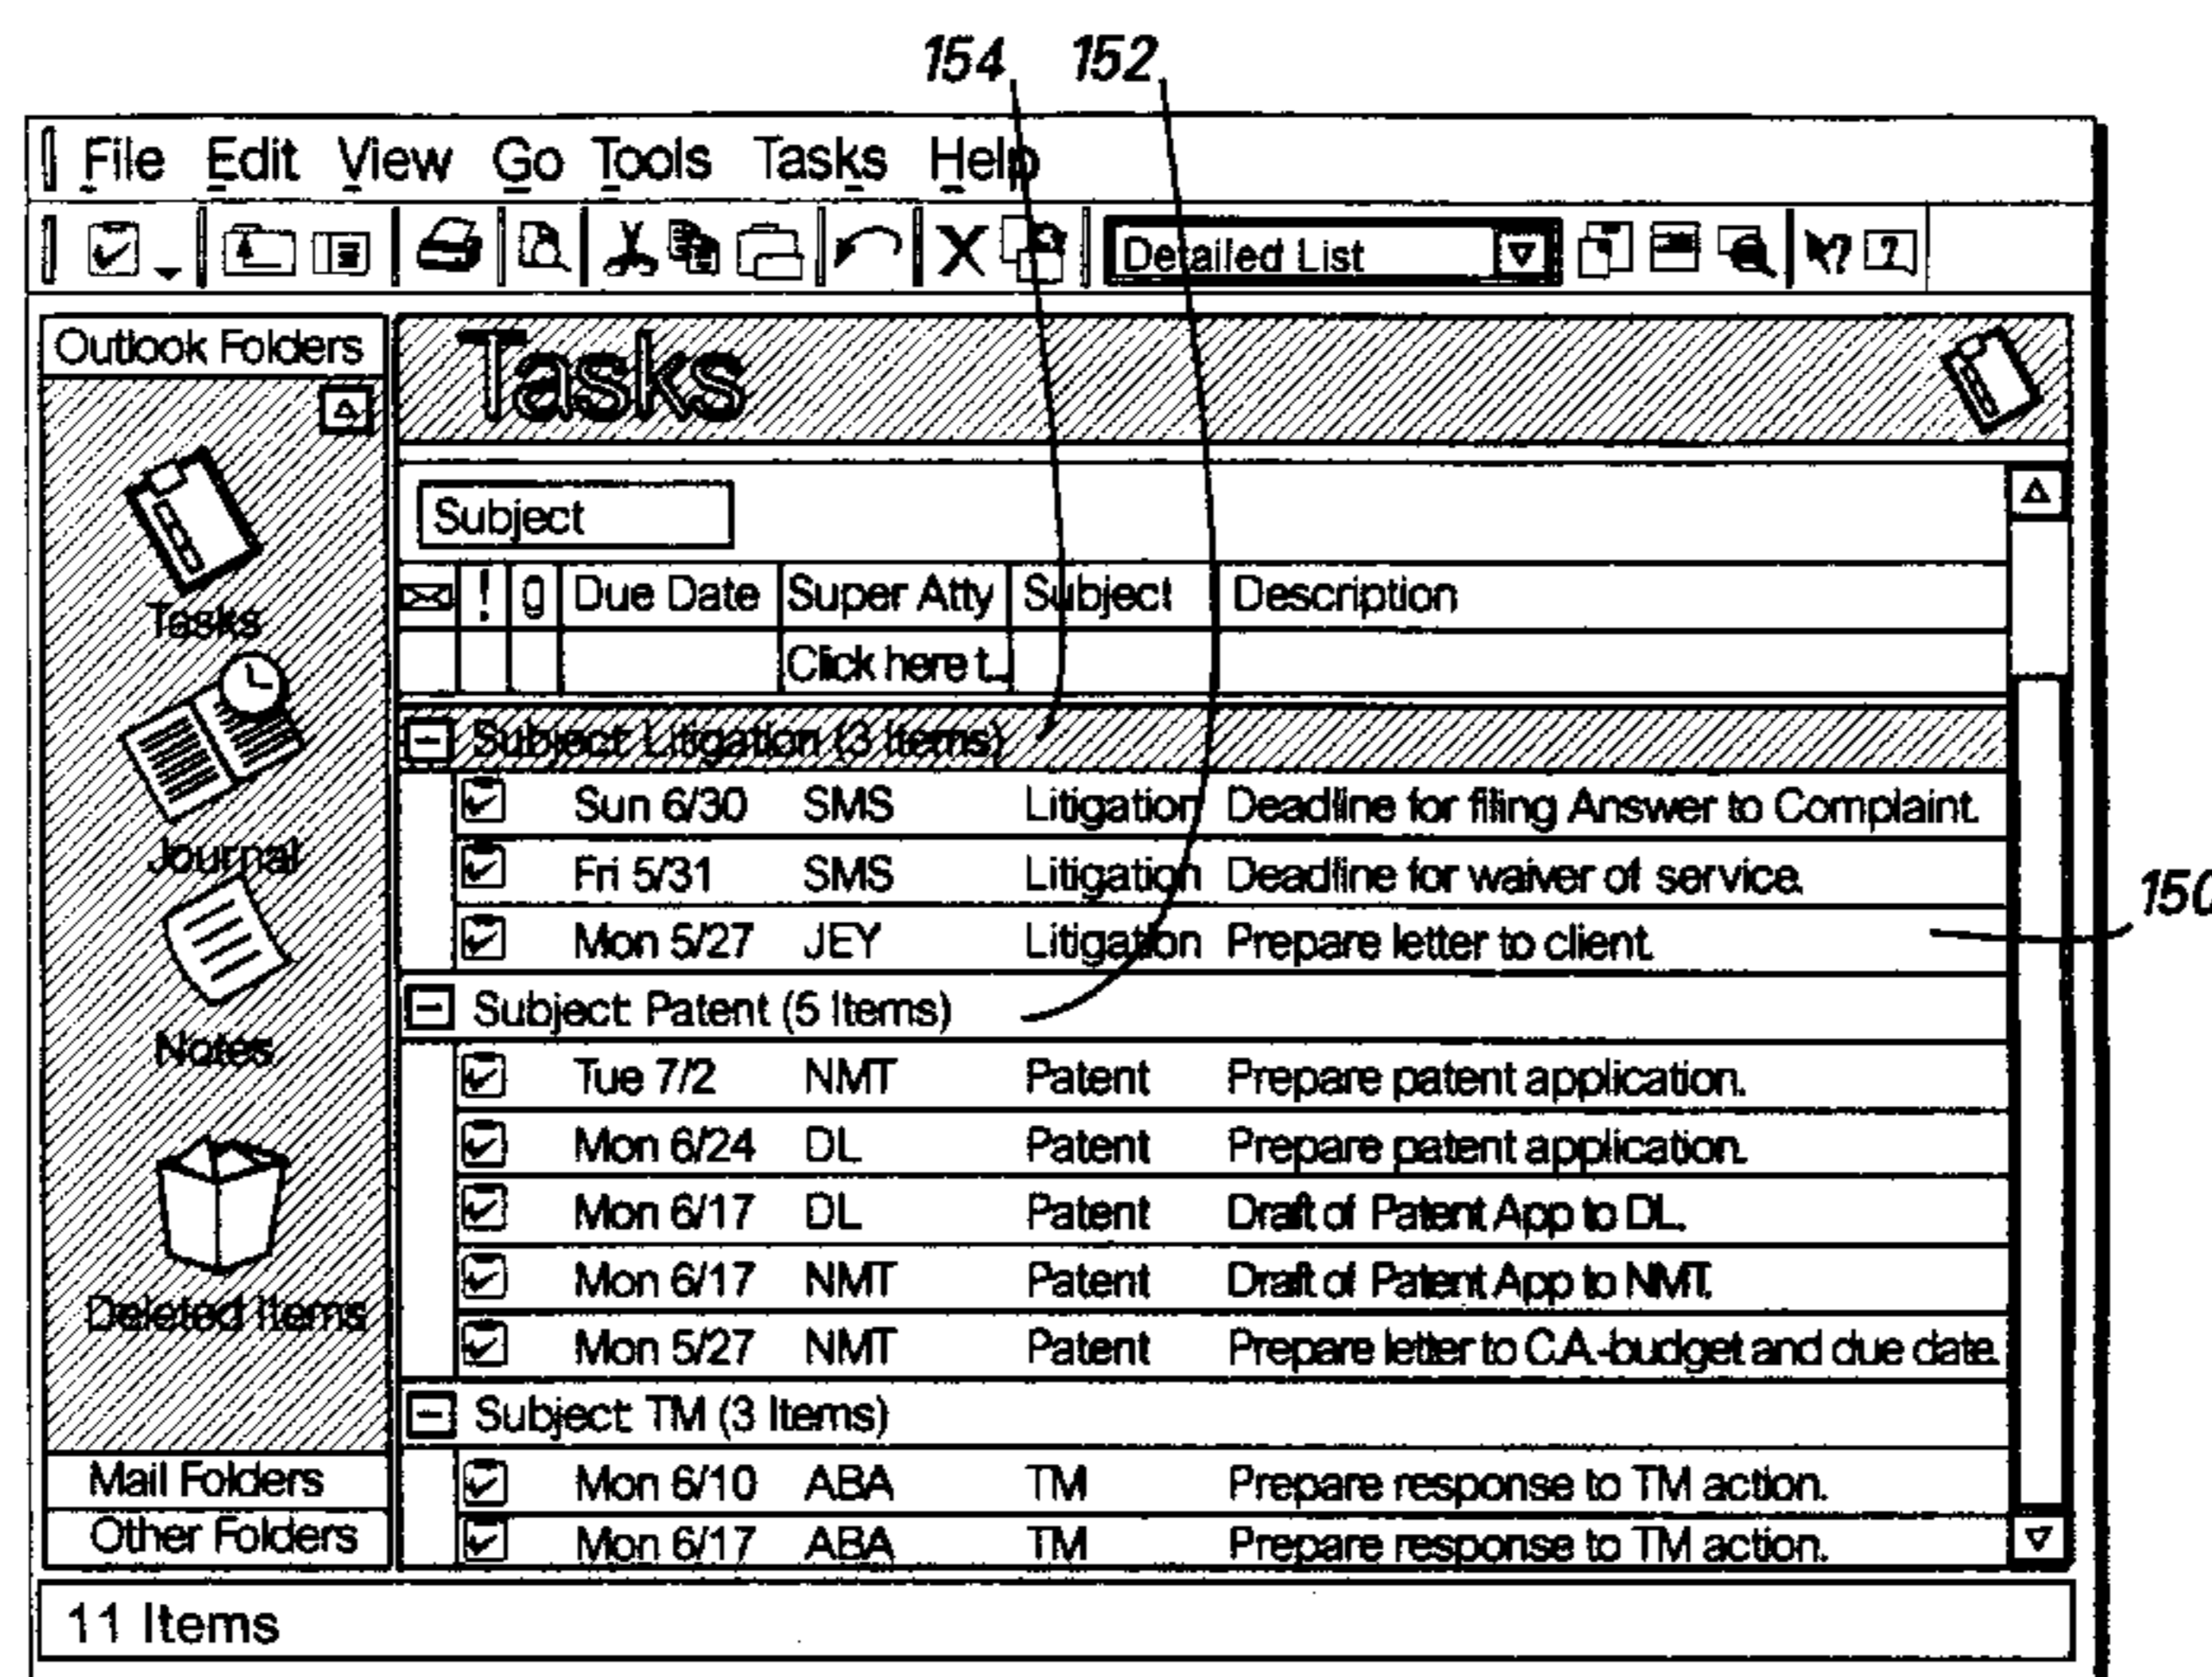 154 152
File Edit View Go Tools Tasks Help
Detailed List
Outlook Folders
Tasks
Tasks
Journal
Notes
Deleted Items
Mail Folders
Other Folders
Subject
! Due Date Super Atty Subject Description
Click here t...
Subject: Litigation (3 Items)
Sun 6/30 SMS Litigation Deadline for filing Answer to Complaint.
Fri 5/31 SMS Litigation Deadline for waiver of service.
Mon 5/27 JEY Litigation Prepare letter to client.
150
Subject: Patent (5 Items)
Tue 7/2 NMT Patent Prepare patent application.
Mon 6/24 DL Patent Prepare patent application.
Mon 6/17 DL Patent Draft of Patent App to DL.
Mon 6/17 NMT Patent Draft of Patent App to NMT.
Mon 5/27 NMT Patent Prepare letter to C.A.-budget and due date.
Subject: TM (3 Items)
Mon 6/10 ABA TM Prepare response to TM action.
Mon 6/17 ABA TM Prepare response to TM action.
11 Items